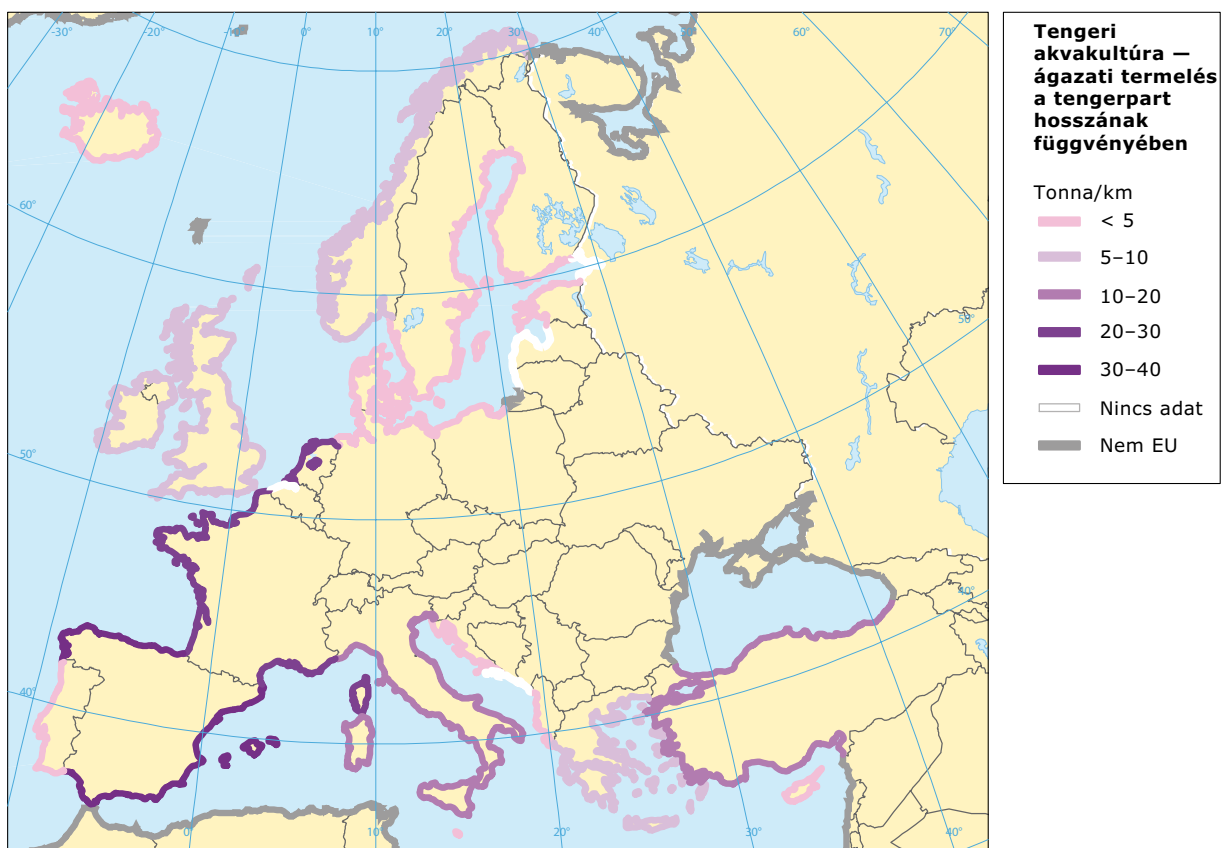 -30°
-20°
-10°
0°
10°
20°
30°
40°
50°
60°
70°
60°
50°
50°
40°
40°
0°
10°
20°
30°
40°
Tengeri
akvakultúra —
ágazati termelés
a tengerpart
hosszának
függvényében
Tonna/km
< 5
5–10
10–20
20–30
30–40
Nincs adat
Nem EU